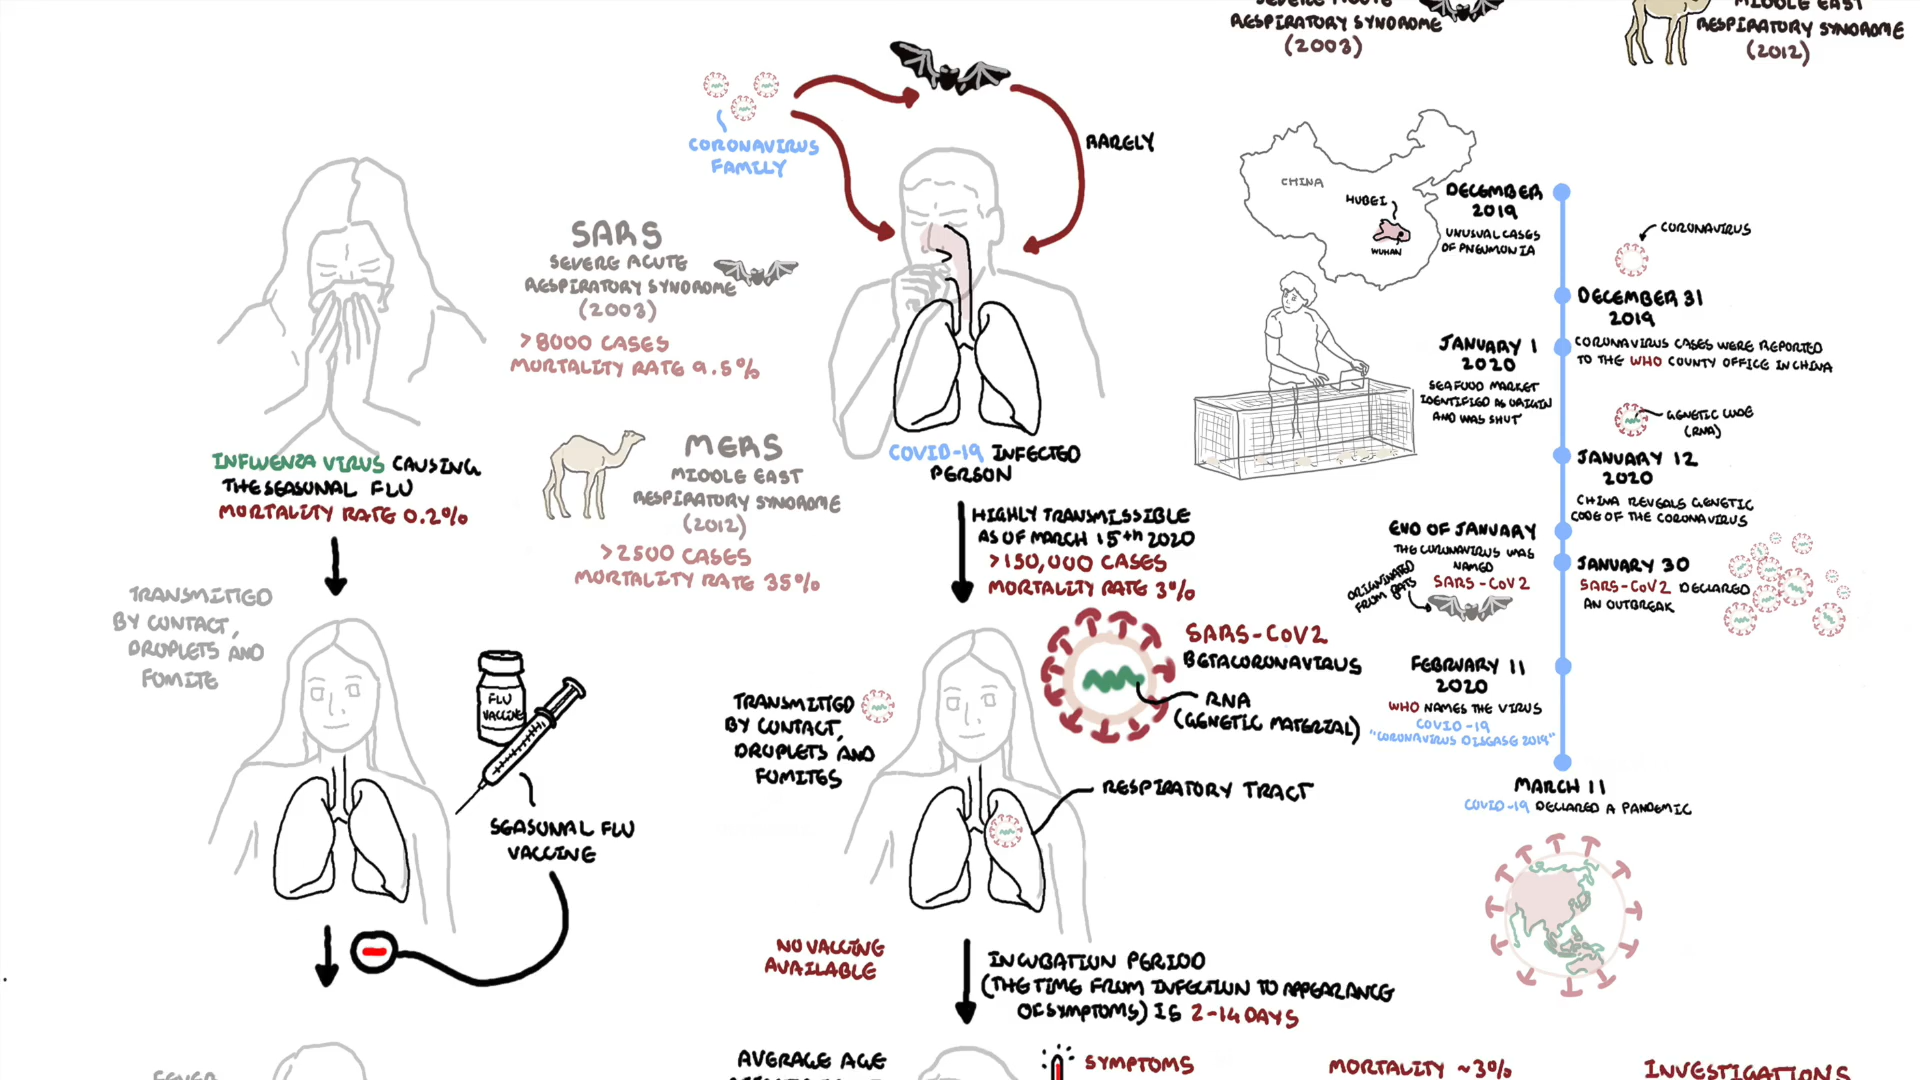 RESPIRATORY SYNDROME
(2003)
MIDDLE EAST
RESPIRATORY SYNDROME
(2012)
CORONAVIRUS
FAMILY
RARELY
SARS
SEVERE ACUTE
RESPIRATORY SYNDROME
(2003)
>8000 CASES
MORTALITY RATE 9.5%
MERS
MIDDLE EAST
RESPIRATORY SYNDROME
(2012)
>2500 CASES
MORTALITY RATE 35%
INFLUENZA VIRUS CAUSING
THE SEASONAL FLU
MORTALITY RATE 0.2%
TRANSMITTED
BY CONTACT,
DROPLETS AND
FOMITE
FLU
VACCINE
SEASONAL FLU
VACCINE
COVID-19 INFECTED
PERSON
HIGHLY TRANSMISSIBLE
AS OF MARCH 15th 2020
>150,000 CASES
MORTALITY RATE 3%
SARS-CoV2
BETACORONAVIRUS
RNA
(GENETIC MATERIAL)
TRANSMITTED
BY CONTACT,
DROPLETS AND
FOMITES
RESPIRATORY TRACT
NO VACCINE
AVAILABLE
INCUBATION PERIOD
(THE TIME FROM INFECTION TO APPEARANCE
OF SYMPTOMS) IS 2-14 DAYS
CHINA
HUBEI
WUHAN
DECEMBER
2019
UNUSUAL CASES
OF PNEUMONIA
CORONAVIRUS
DECEMBER 31
2019
CORONAVIRUS CASES WERE REPORTED
TO THE WHO COUNTY OFFICE IN CHINA
JANUARY 1
2020
SEAFOOD MARKET
IDENTIFIED AS ORIGIN
AND WAS SHUT
GENETIC CODE
(RNA)
JANUARY 12
2020
CHINA REVEALS GENETIC
CODE OF THE CORONAVIRUS
END OF JANUARY
THE CORONAVIRUS WAS
NAMED
SARS-CoV2
ORIGINATED
FROM BATS
JANUARY 30
SARS-CoV2 DECLARED
AN OUTBREAK
FEBRUARY 11
2020
WHO NAMES THE VIRUS
COVID-19
"CORONAVIRUS DISEASE 2019"
MARCH 11
COVID-19 DECLARED A PANDEMIC
FEVER
AVERAGE AGE
SYMPTOMS
MORTALITY ~3%
INVESTIGATIONS